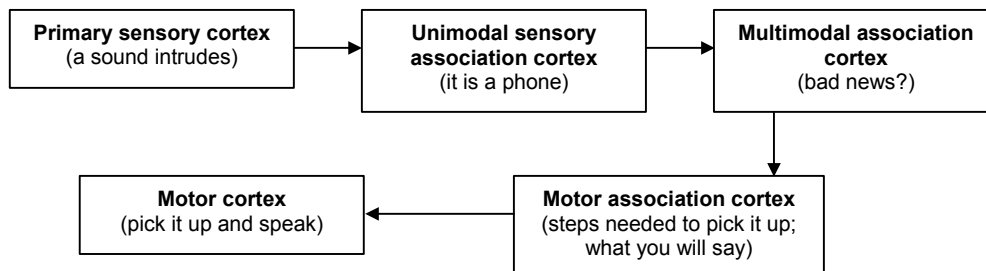 Primary sensory cortex
(a sound intrudes)
Unimodal sensory
association cortex
(it is a phone)
Multimodal association
cortex
(bad news?)
Motor association cortex
(steps needed to pick it up;
what you will say)
Motor cortex
(pick it up and speak)